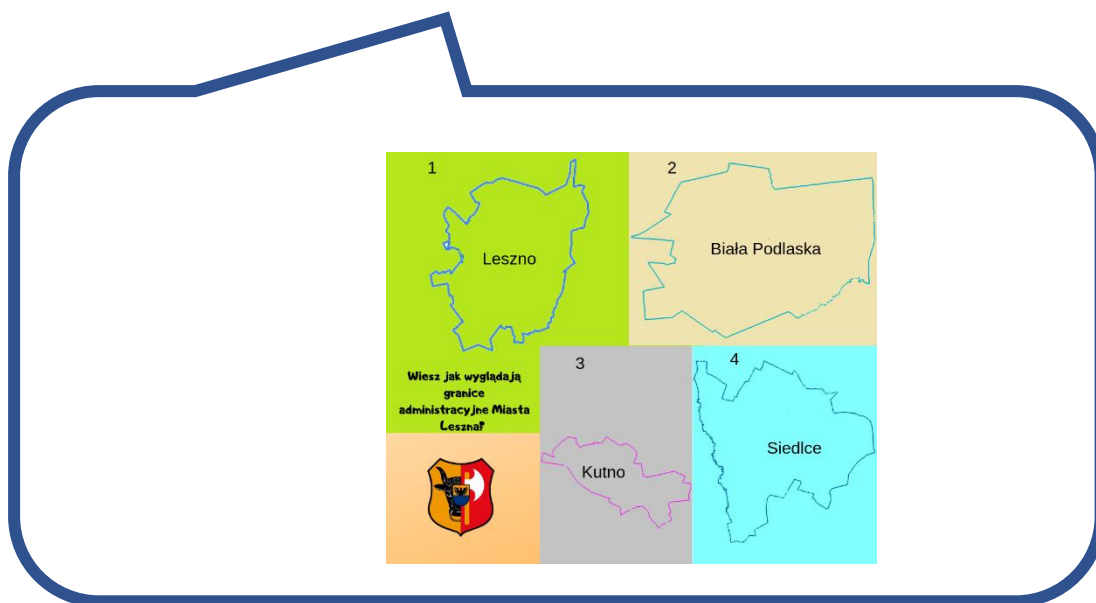 1
Leszno
2
Biała Podlaska
Wiesz jak wyglądają
granice
administracyjne Miasta
Leszna?
3
Kutno
4
Siedlce